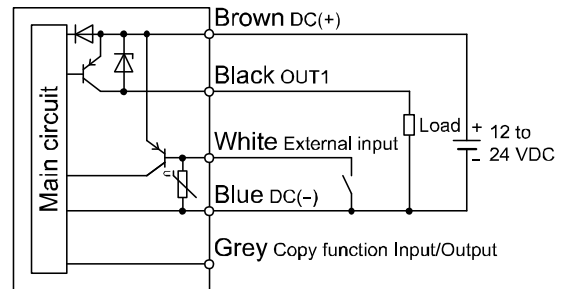 Brown DC(+)
Black OUT1
Main circuit
Load
+ 12 to
- 24 VDC
White External input
U
Blue DC(−)
Grey Copy function Input/Output